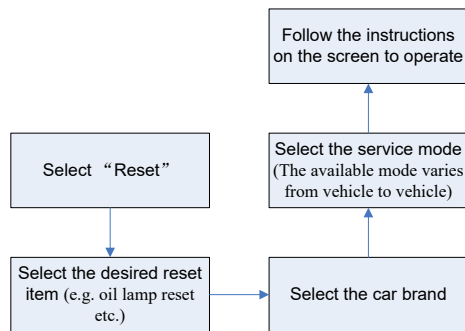 Follow the instructions
on the screen to operate
Select the service mode
(The available mode varies
from vehicle to vehicle)
Select “Reset”
Select the desired reset
item (e.g. oil lamp reset
etc.)
Select the car brand